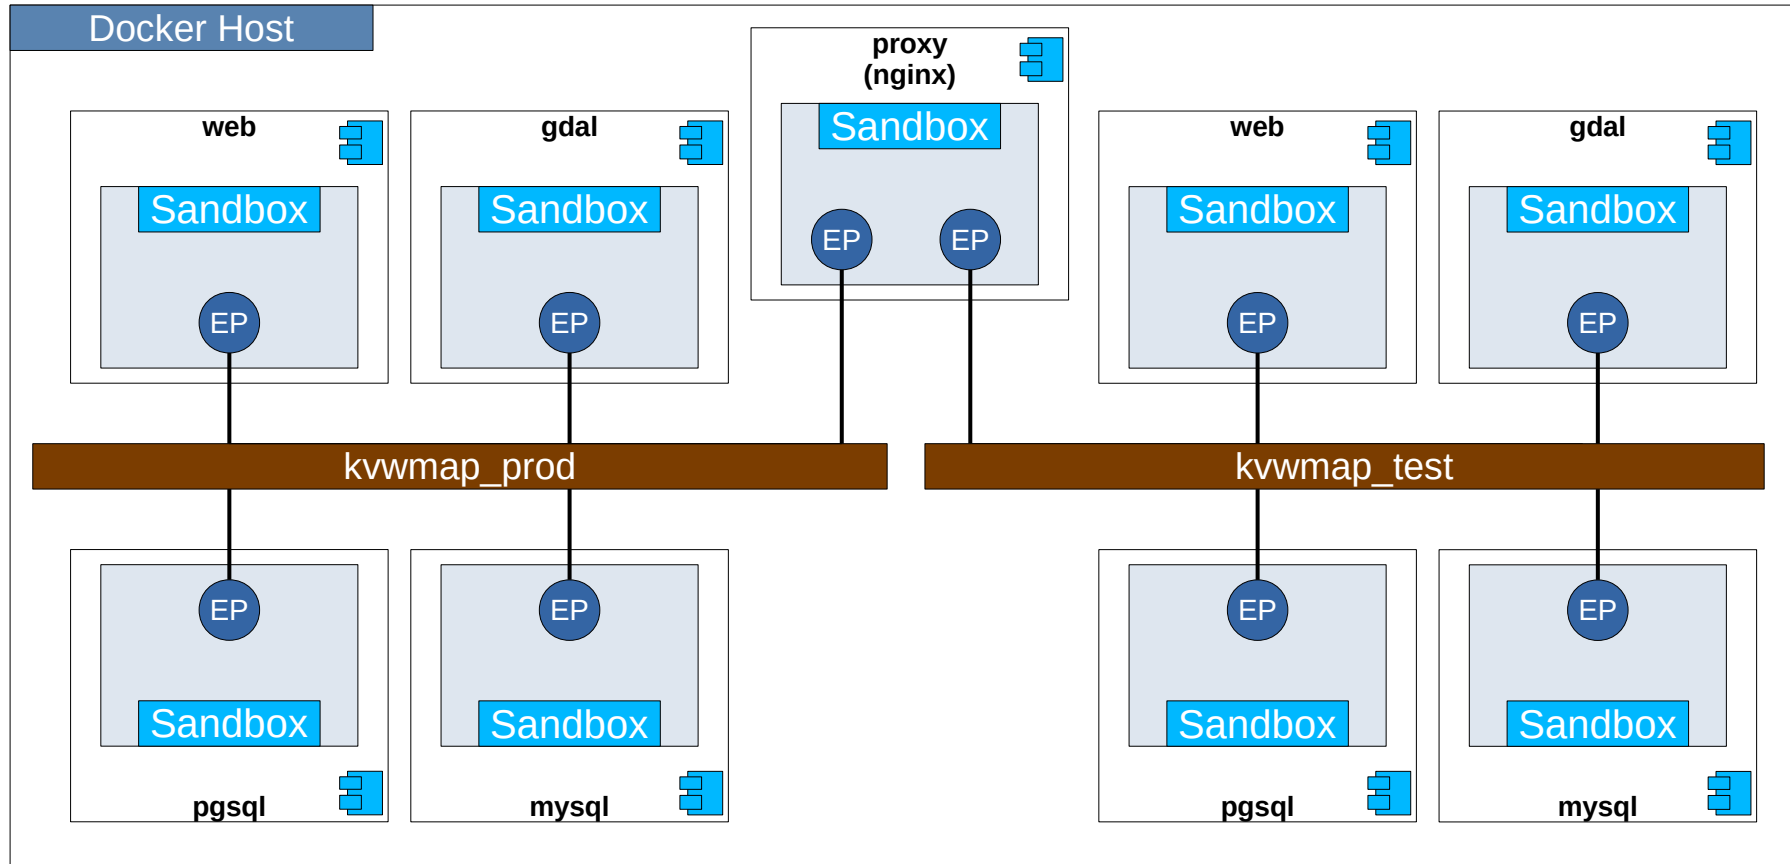 Docker Host
proxy
(nginx)
Sandbox
EP EP
web
Sandbox
EP
gdal
Sandbox
EP
web
Sandbox
EP
gdal
Sandbox
EP
kvwmap_prod
kvwmap_test
EP
Sandbox
pgsql
EP
Sandbox
mysql
EP
Sandbox
pgsql
EP
Sandbox
mysql